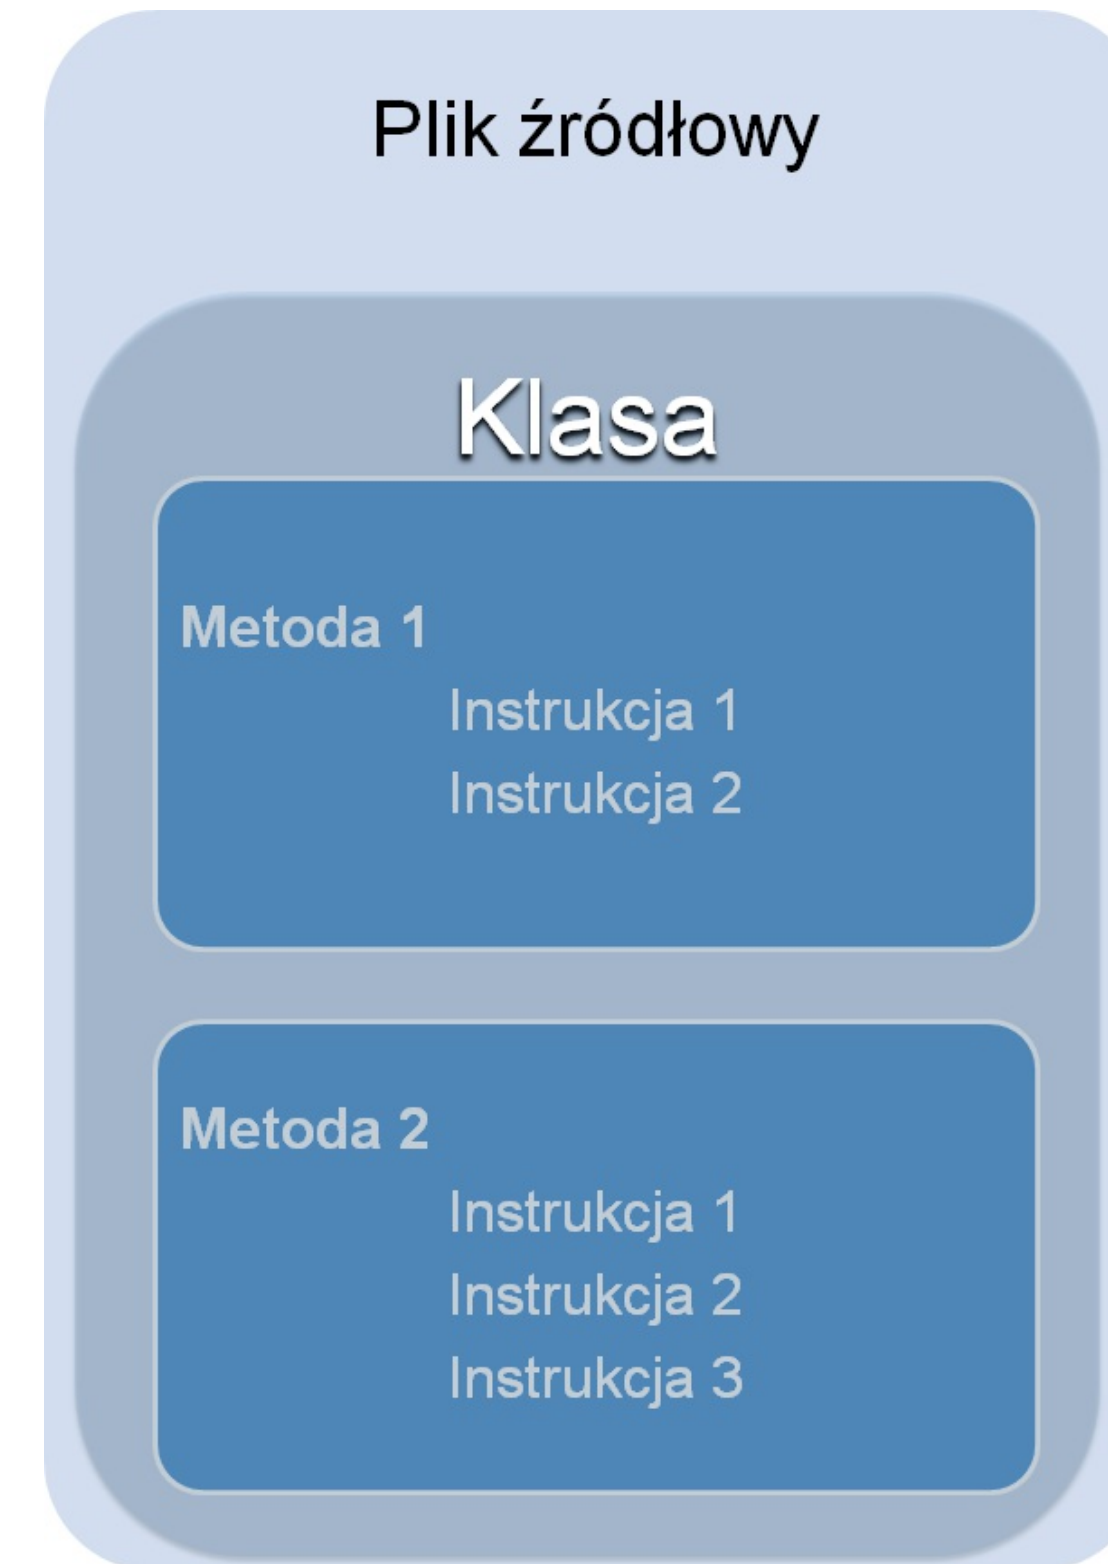 Plik źródłowy
Klasa
Metoda 1
Instrukcja 1
Instrukcja 2
Metoda 2
Instrukcja 1
Instrukcja 2
Instrukcja 3